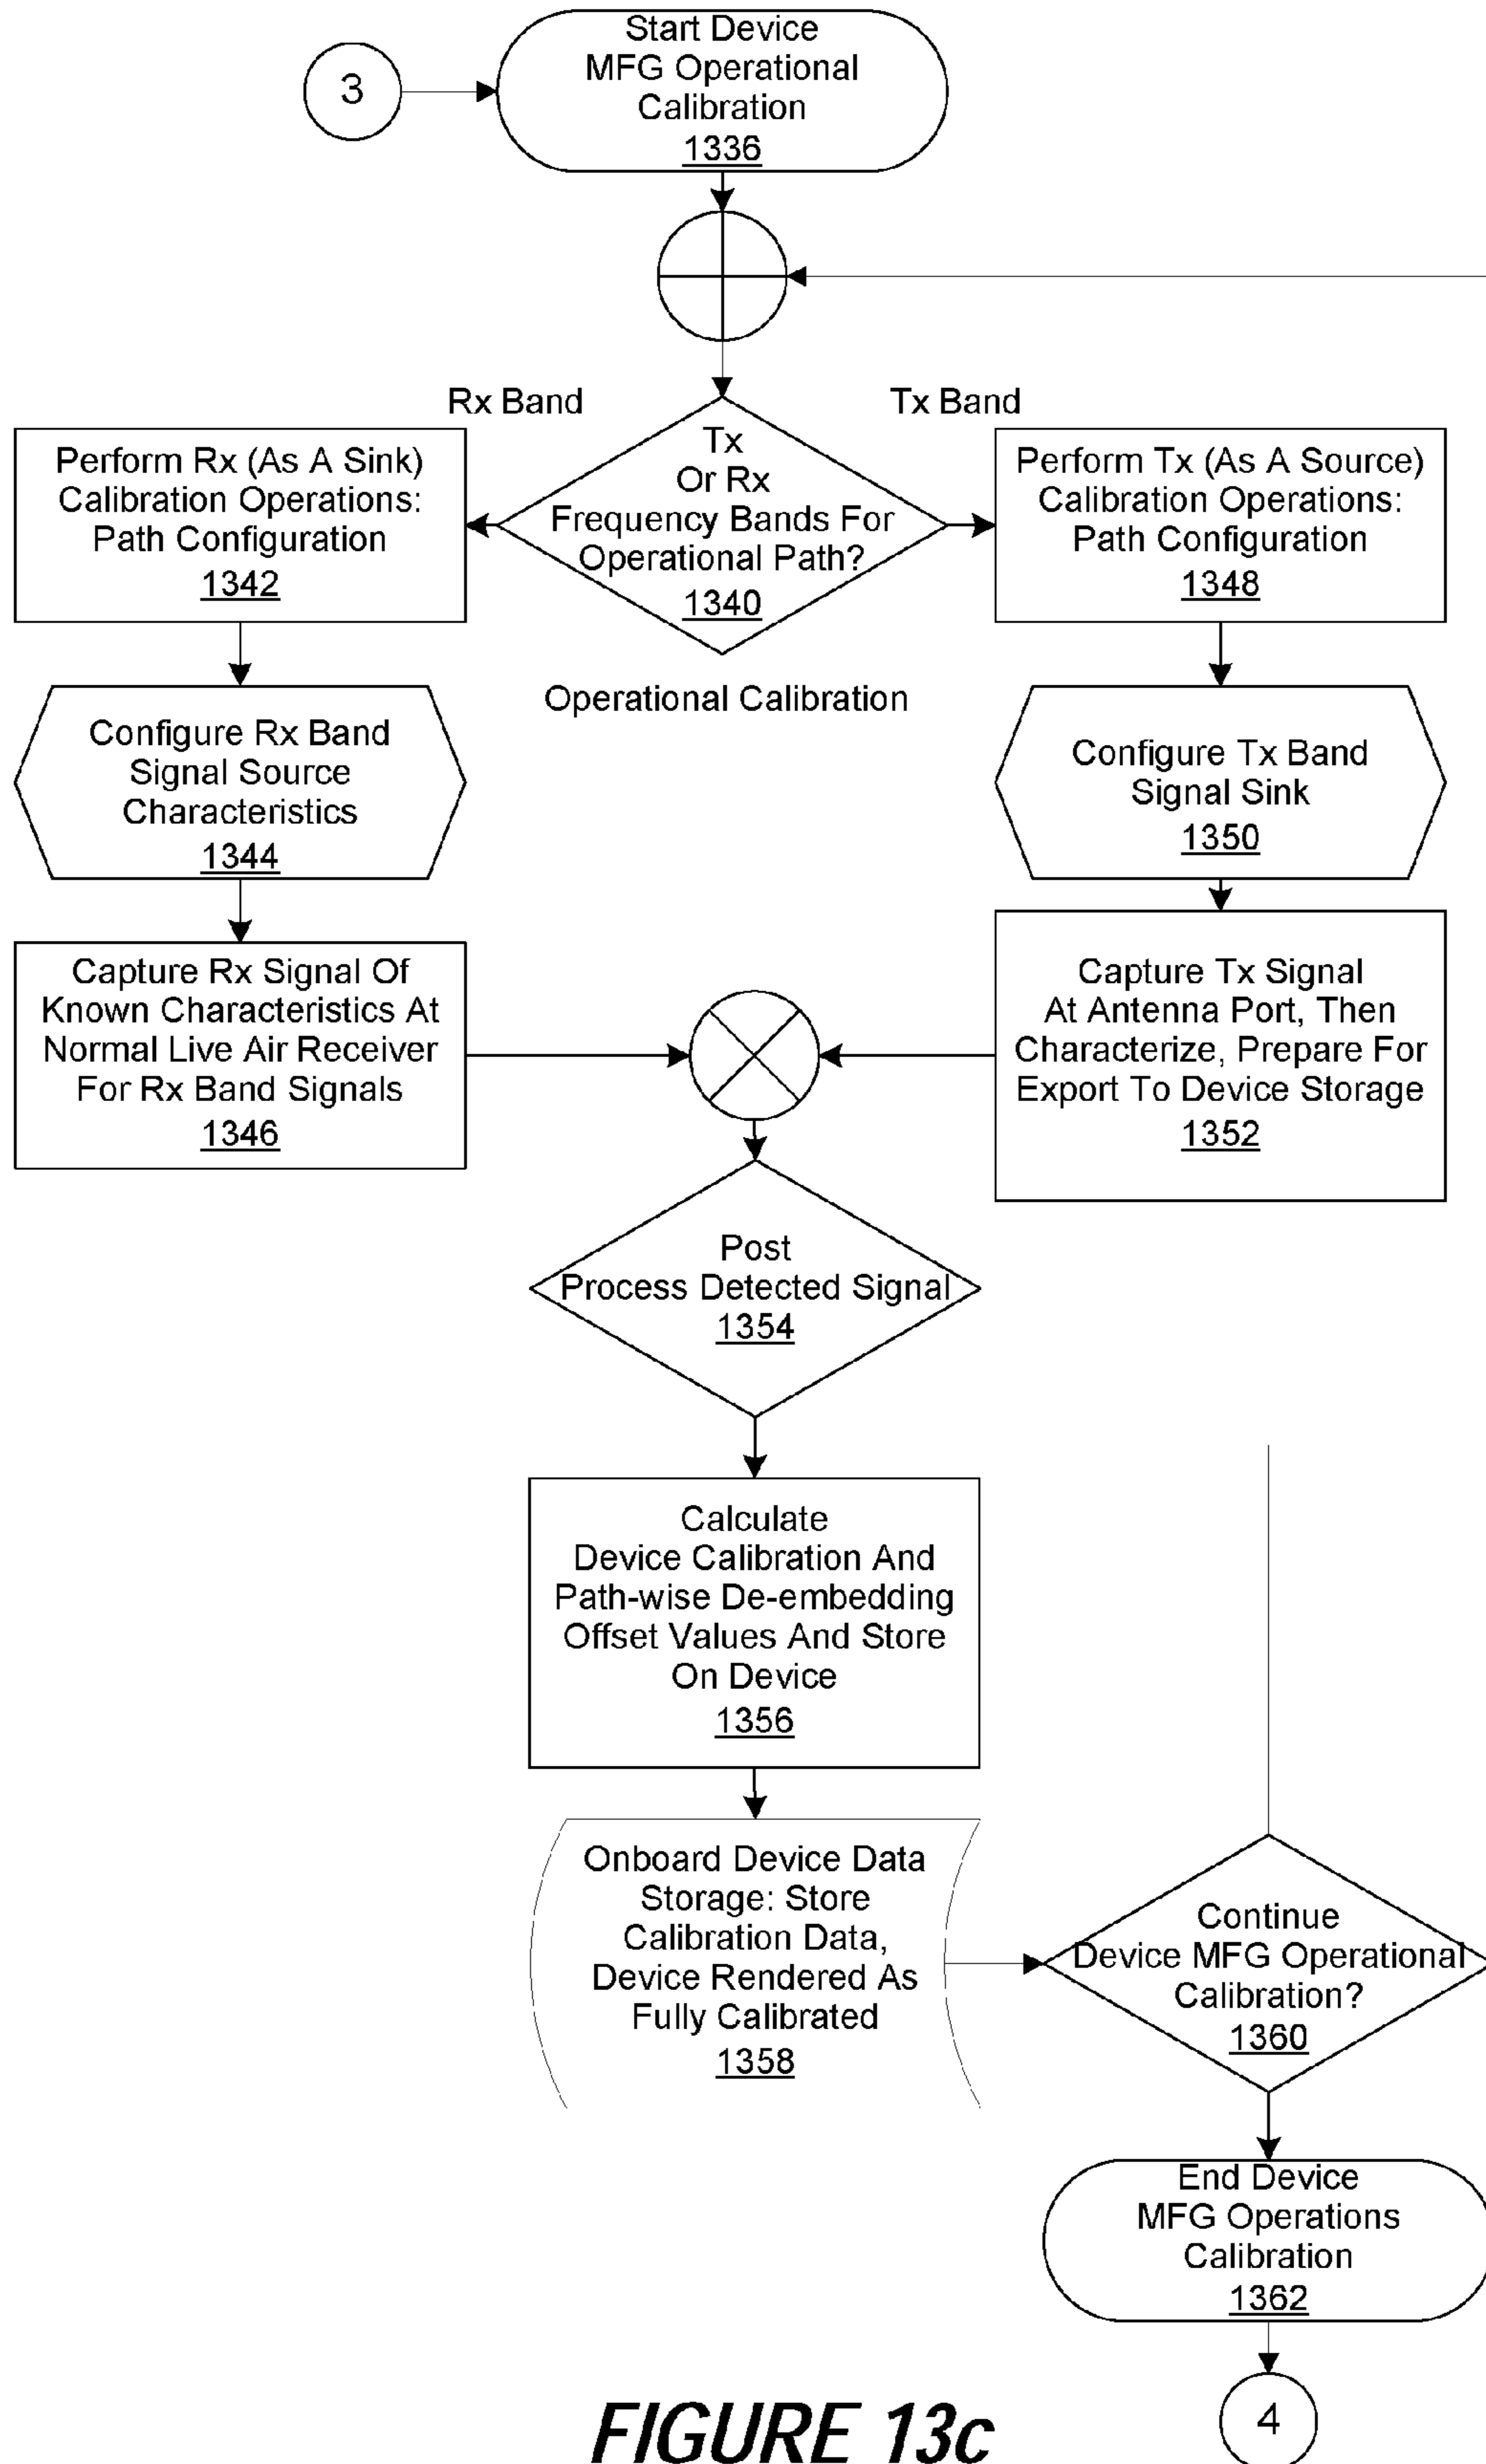 3
Start Device
MFG Operational
Calibration
1336
Rx Band
Tx Band
Tx
Or Rx
Frequency Bands For
Operational Path?
1340
Perform Rx (As A Sink)
Calibration Operations:
Path Configuration
1342
Perform Tx (As A Source)
Calibration Operations:
Path Configuration
1348
Operational Calibration
Configure Rx Band
Signal Source
Characteristics
1344
Configure Tx Band
Signal Sink
1350
Capture Rx Signal Of
Known Characteristics At
Normal Live Air Receiver
For Rx Band Signals
1346
Capture Tx Signal
At Antenna Port, Then
Characterize, Prepare For
Export To Device Storage
1352
Post
Process Detected Signal
1354
Calculate
Device Calibration And
Path-wise De-embedding
Offset Values And Store
On Device
1356
Onboard Device Data
Storage: Store
Calibration Data,
Device Rendered As
Fully Calibrated
1358
Continue
Device MFG Operational
Calibration?
1360
End Device
MFG Operations
Calibration
1362
4
FIGURE 13c